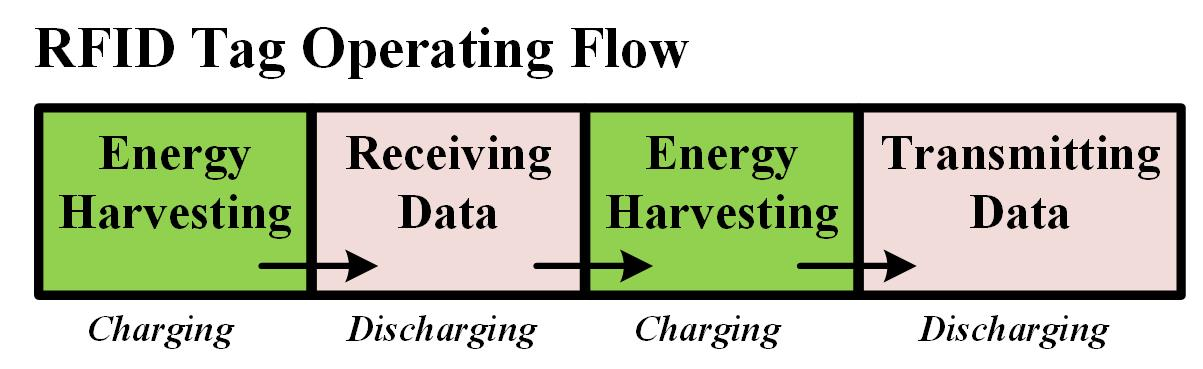 RFID Tag Operating Flow
Energy Harvesting
Receiving Data
Energy Harvesting
Transmitting Data
Charging
Discharging
Charging
Discharging